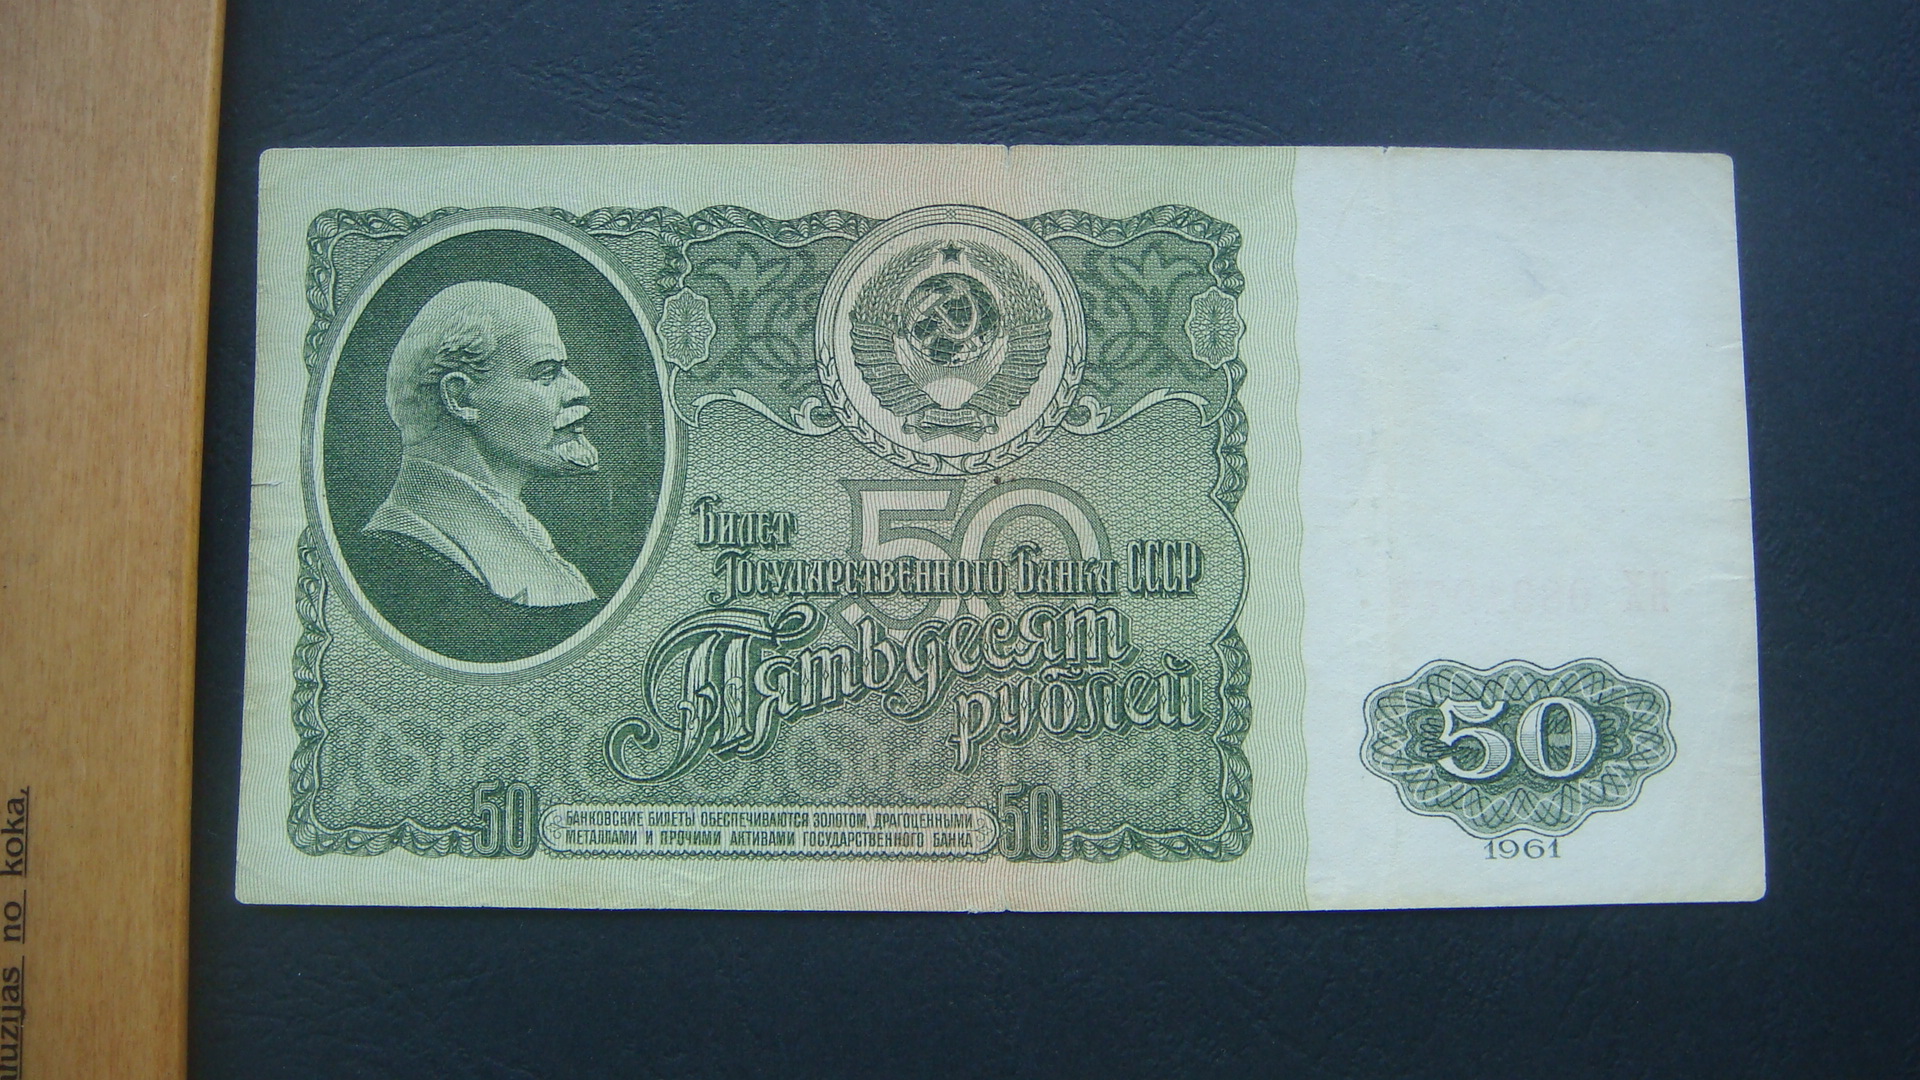 Билет
Государственного Банка СССР
50
Пятьдесят
рублей
50
БАНКОВСКИЕ БИЛЕТЫ ОБЕСПЕЧИВАЮТСЯ ЗОЛОТОМ, ДРАГОЦЕННЫМИ
МЕТАЛЛАМИ И ПРОЧИМИ АКТИВАМИ ГОСУДАРСТВЕННОГО БАНКА
50
50
1961
no koka,